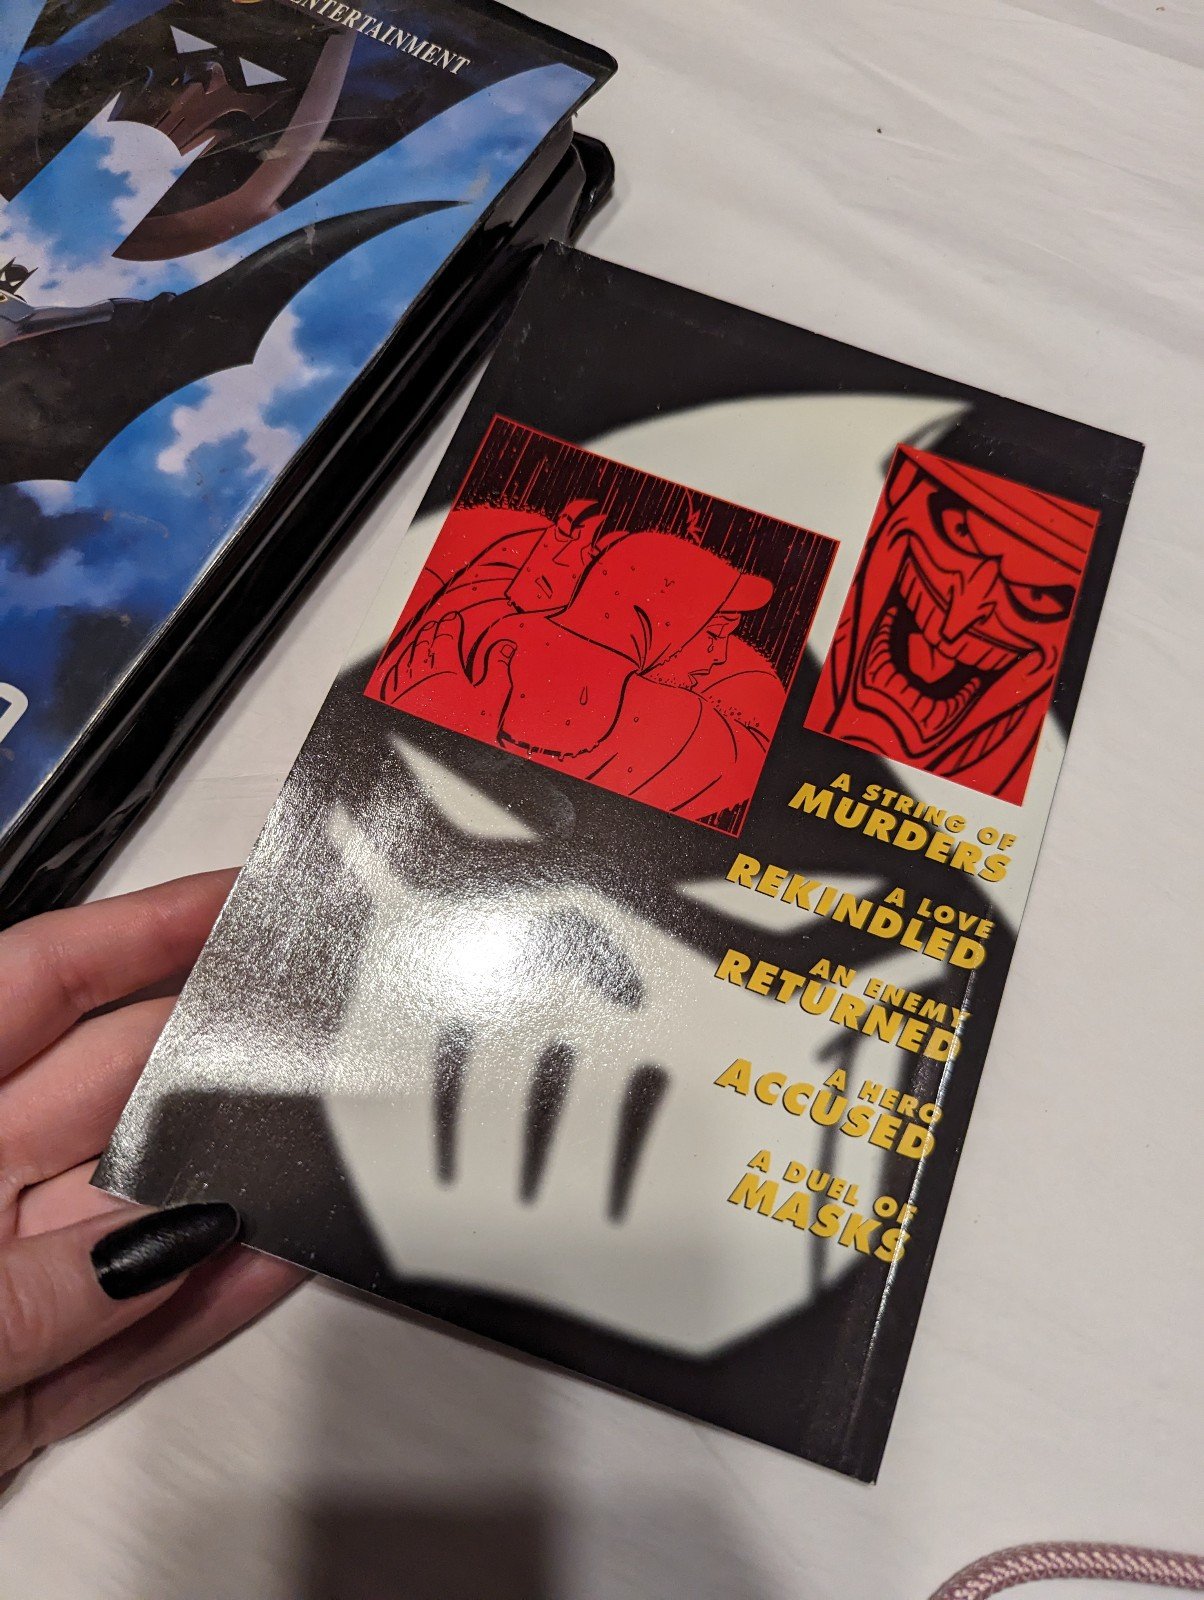 ENTERTAINMENT
A STRING OF
MURDERS
A LOVE
REKINDLED
AN ENEMY
RETURNED
A HERO
ACCUSED
A DUEL OF
MASKS